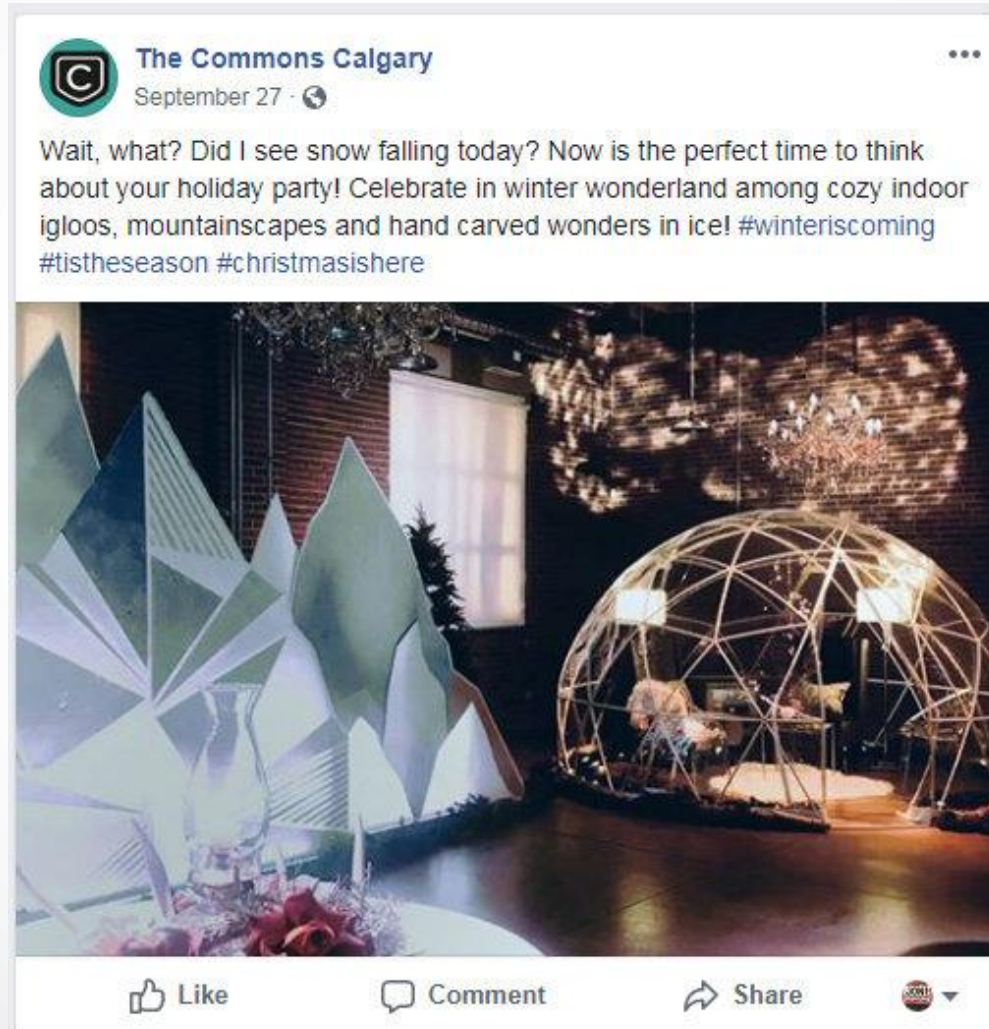 The Commons Calgary
September 27 ·
Wait, what? Did I see snow falling today? Now is the perfect time to think
about your holiday party! Celebrate in winter wonderland among cozy indoor
igloos, mountainscapes and hand carved wonders in ice! #winteriscoming
#tistheseason #christmasishere
Like Comment Share